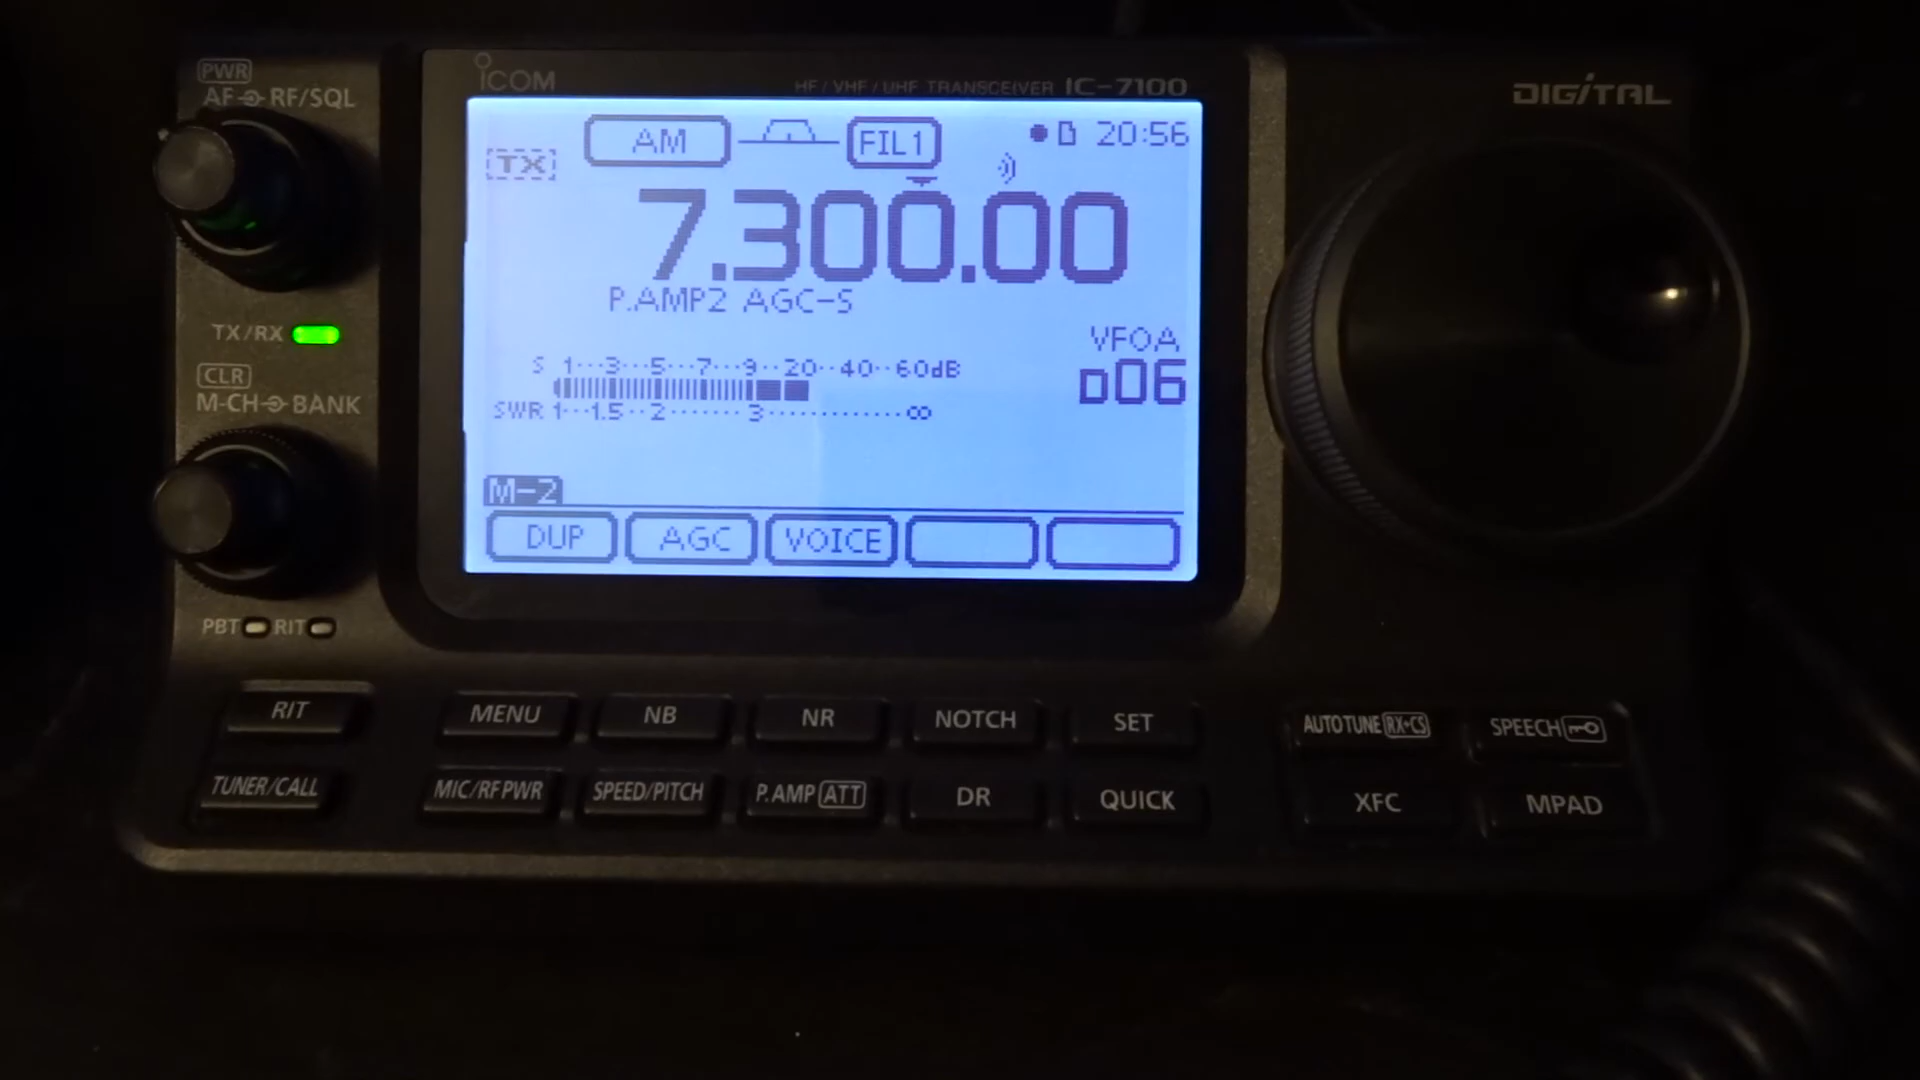 PWR
AF RF/SQL
ICOM
HF / VHF / UHF TRANSCEIVER IC-7100
DIGITAL
AM
FIL1
20:56
TX
7.300.00
P.AMP2 AGC-S
TX/RX
VFOA
S 1···3···5···7···9··20··40··60dB
006
SWR 1···1.5··2·······3············∞
CLR
M-CH BANK
M-2
DUP AGC VOICE
PBT RIT
RIT MENU NB NR NOTCH SET AUTOTUNE RX→CS SPEECH
TUNER/CALL MIC/RF PWR SPEED/PITCH P.AMP ATT DR QUICK XFC MPAD